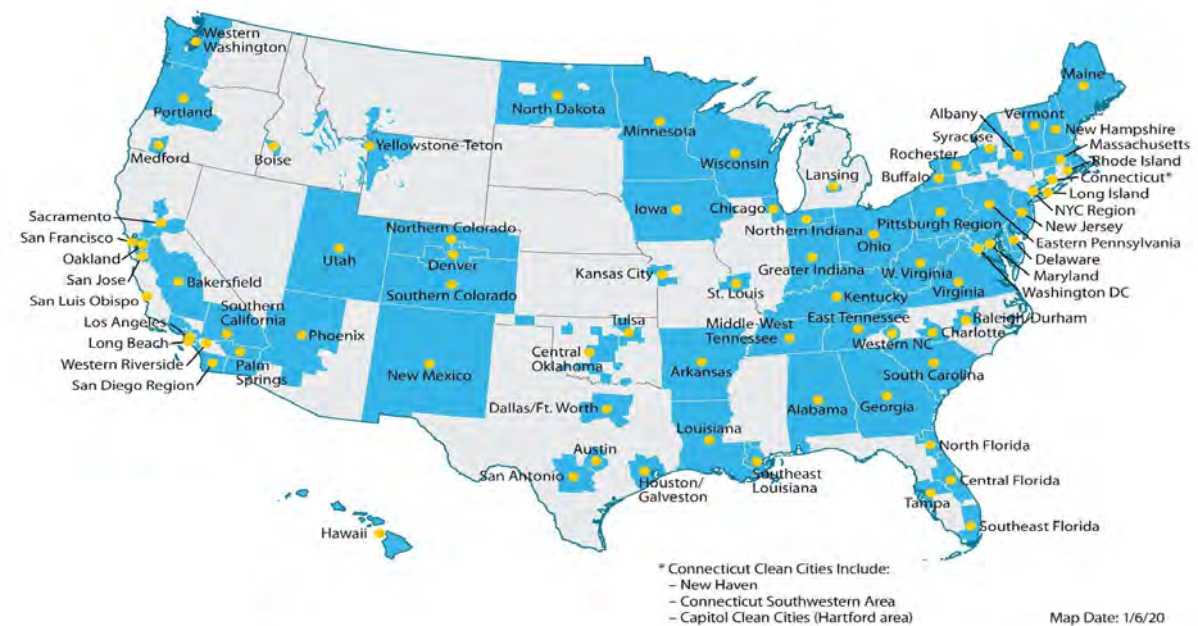 Western
Washington
Portland
Medford
Boise
Yellowstone-Teton
North Dakota
Minnesota
Wisconsin
Lansing
Iowa
Chicago
Northern Indiana
Greater Indiana
Ohio
Pittsburgh Region
W. Virginia
Virginia
Kentucky
Maine
Albany
Vermont
New Hampshire
Massachusetts
Rhode Island
Connecticut*
Long Island
NYC Region
New Jersey
Eastern Pennsylvania
Delaware
Maryland
Washington DC
Syracuse
Rochester
Buffalo
Sacramento
San Francisco
Oakland
San Jose
San Luis Obispo
Los Angeles
Long Beach
Western Riverside
San Diego Region
Bakersfield
Southern
California
Palm
Springs
Utah
Phoenix
Northern Colorado
Denver
Southern Colorado
New Mexico
Kansas City
St. Louis
Tulsa
Central
Oklahoma
Dallas/Ft. Worth
Austin
San Antonio
Houston/
Galveston
Arkansas
Louisiana
Southeast
Louisiana
Middle-West
Tennessee
East Tennessee
Western NC
Raleigh/Durham
Charlotte
South Carolina
Alabama
Georgia
North Florida
Central Florida
Tampa
Southeast Florida
Hawaii
* Connecticut Clean Cities Include:
– New Haven
– Connecticut Southwestern Area
– Capitol Clean Cities (Hartford area)
Map Date: 1/6/20